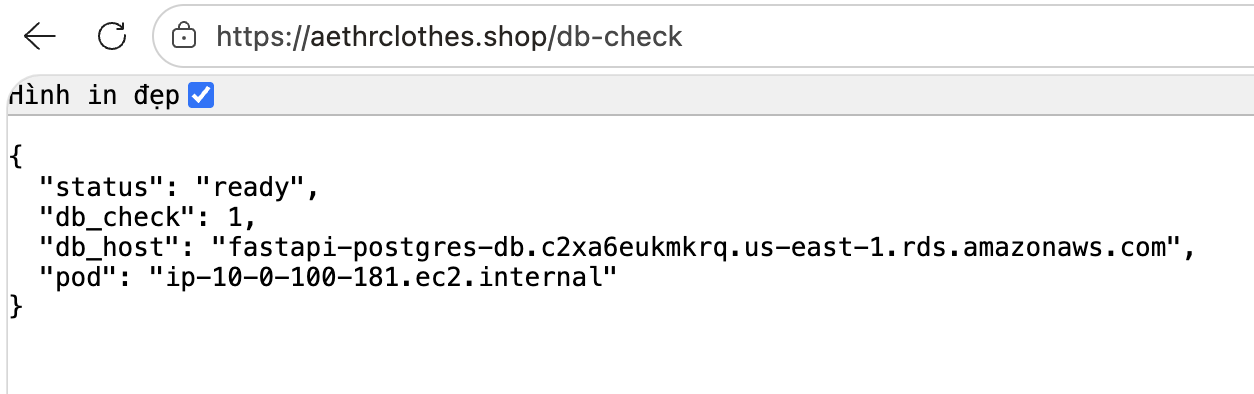 https://aethrclothes.shop/db-check
Hình in đẹp
{
  "status": "ready",
  "db_check": 1,
  "db_host": "fastapi-postgres-db.c2xa6eukmkrq.us-east-1.rds.amazonaws.com",
  "pod": "ip-10-0-100-181.ec2.internal"
}